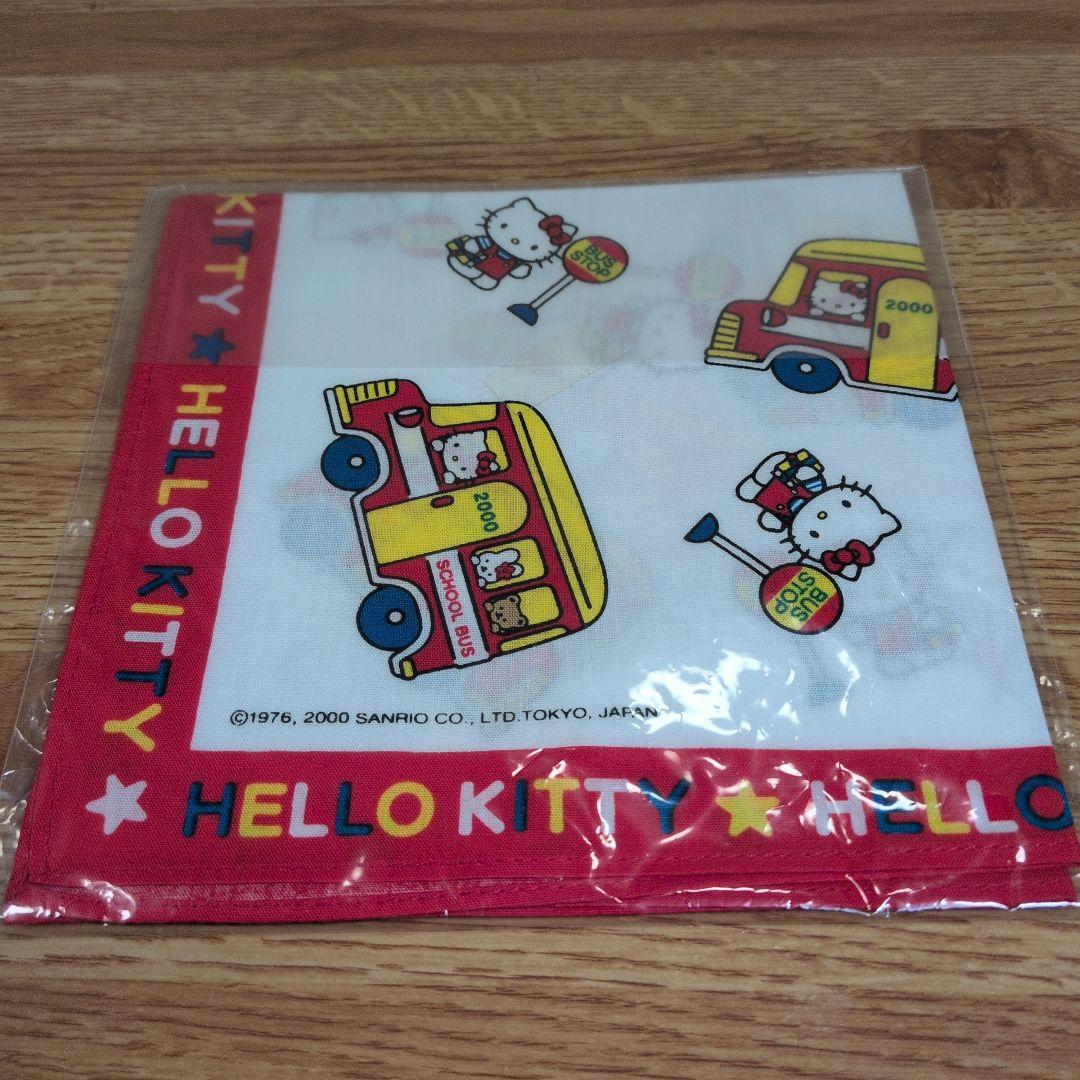 KITTY ★ HELLO KITTY ★
BUS STOP
2000
2000
SCHOOL BUS
BUS STOP
©1976, 2000 SANRIO CO., LTD.TOKYO, JAPAN
HELLO KITTY ★ HELLO